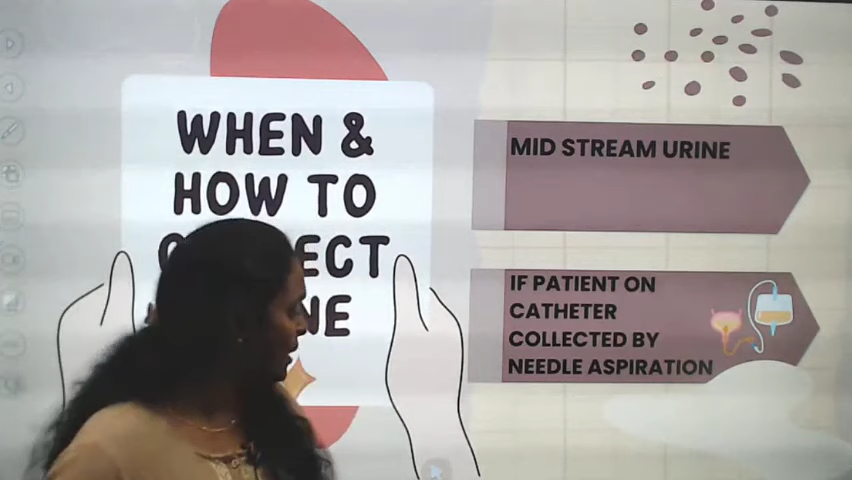 WHEN &
HOW TO
MID STREAM URINE
IF PATIENT ON
CATHETER
COLLECTED BY
NEEDLE ASPIRATION